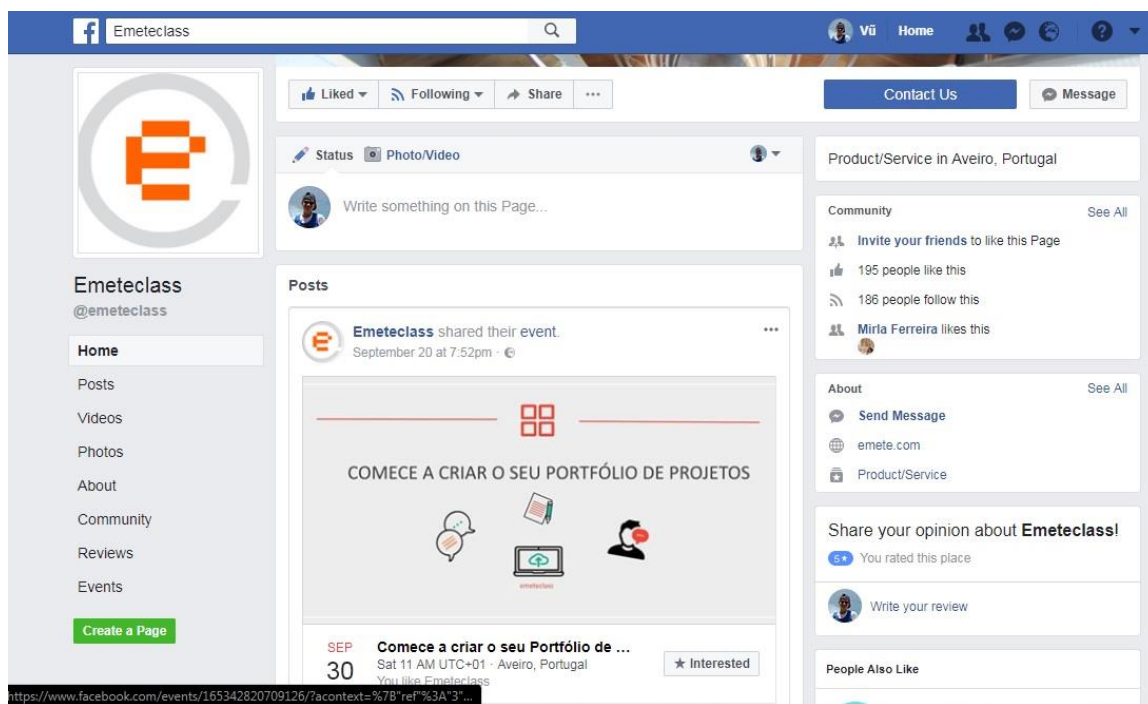 Emeteclass
Vũ Home
Liked Following Share ...
Contact Us Message
Status Photo/Video
Write something on this Page...
Emeteclass
@emeteclass
Home
Posts
Videos
Photos
About
Community
Reviews
Events
Create a Page
Posts
Emeteclass shared their event.
September 20 at 7:52pm ·
COMECE A CRIAR O SEU PORTFÓLIO DE PROJETOS
emeteclass
SEP
30
Comece a criar o seu Portfólio de ...
Sat 11 AM UTC+01 · Aveiro, Portugal
You like Emeteclass
Interested
Product/Service in Aveiro, Portugal
Community See All
Invite your friends to like this Page
195 people like this
186 people follow this
Mirla Ferreira likes this
About See All
Send Message
emete.com
Product/Service
Share your opinion about Emeteclass!
5★ You rated this place
Write your review
People Also Like
https://www.facebook.com/events/165342820709126/?acontext=%7B"ref"%3A"3"...